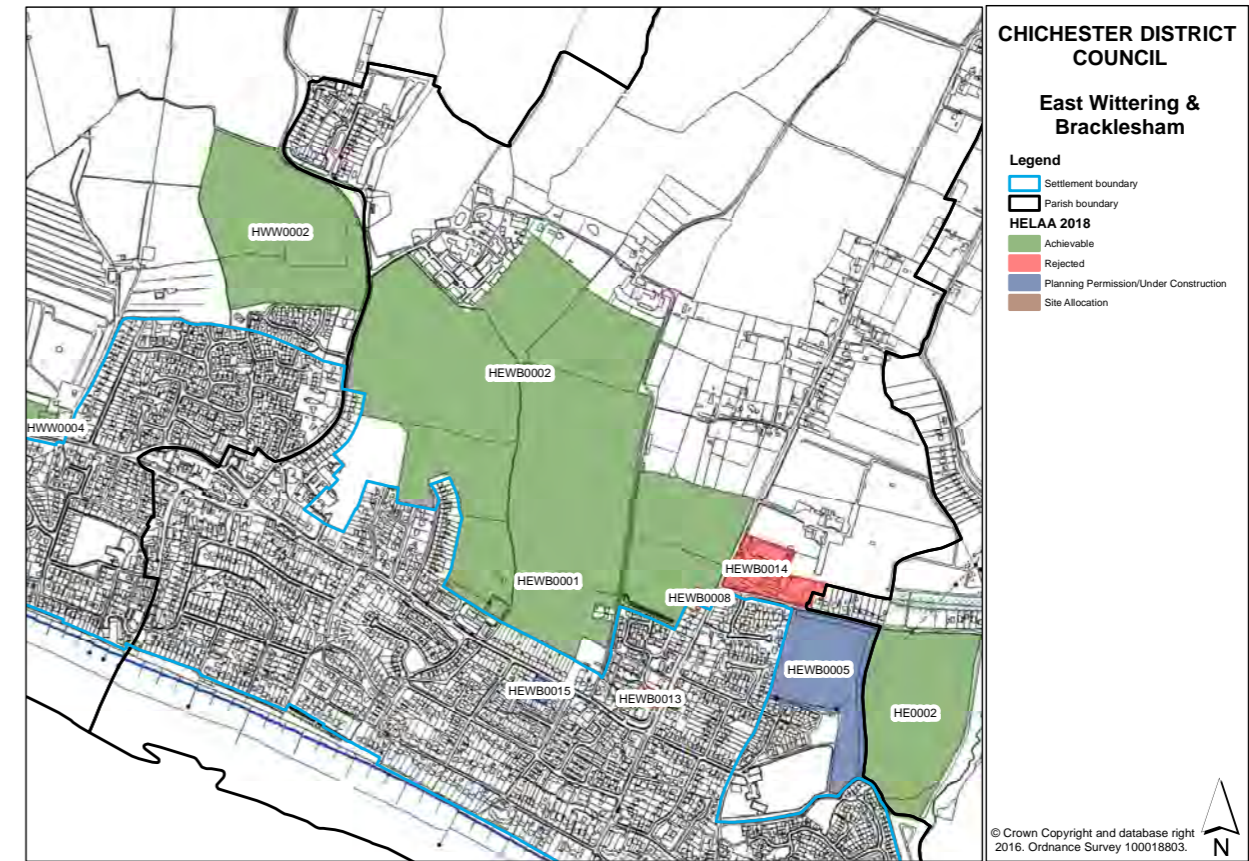 CHICHESTER DISTRICT
COUNCIL
East Wittering &
Bracklesham
Legend
Settlement boundary
Parish boundary
HELAA 2018
Achievable
Rejected
Planning Permission/Under Construction
Site Allocation
HWW0002
HEWB0002
HWW0004
HEWB0014
HEWB0001
HEWB0008
HEWB0005
HEWB0015
HEWB0013
HE0002
© Crown Copyright and database right
2016. Ordnance Survey 100018803.
N